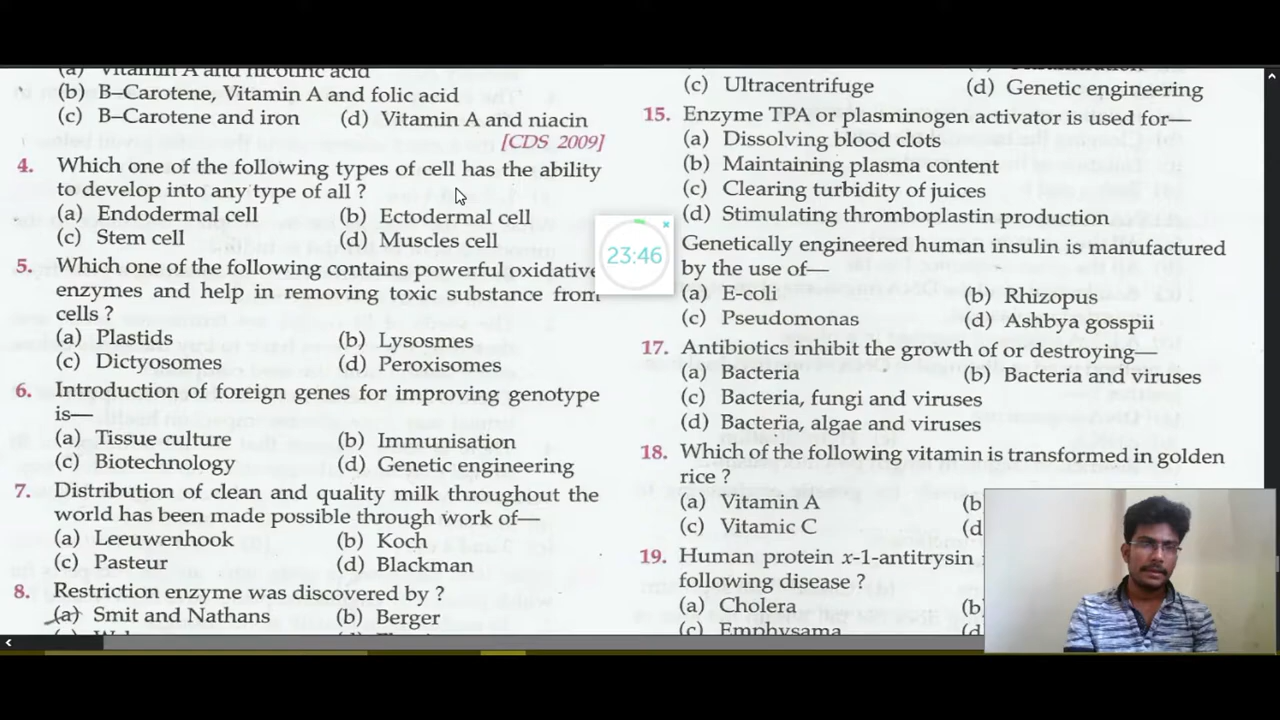 (a) Vitamin A and nicotinic acid
(b) B–Carotene, Vitamin A and folic acid
(c) B–Carotene and iron (d) Vitamin A and niacin
[CDS 2009]
4. Which one of the following types of cell has the ability
to develop into any type of all ?
(a) Endodermal cell (b) Ectodermal cell
(c) Stem cell (d) Muscles cell
5. Which one of the following contains powerful oxidative
enzymes and help in removing toxic substance from
cells ?
(a) Plastids (b) Lysosmes
(c) Dictysomes (d) Peroxisomes
6. Introduction of foreign genes for improving genotype
is—
(a) Tissue culture (b) Immunisation
(c) Biotechnology (d) Genetic engineering
7. Distribution of clean and quality milk throughout the
world has been made possible through work of—
(a) Leeuwenhook (b) Koch
(c) Pasteur (d) Blackman
8. Restriction enzyme was discovered by ?
(a) Smit and Nathans (b) Berger
(c) Ultracentrifuge (d) Genetic engineering
15. Enzyme TPA or plasminogen activator is used for—
(a) Dissolving blood clots
(b) Maintaining plasma content
(c) Clearing turbidity of juices
(d) Stimulating thromboplastin production
23:46
Genetically engineered human insulin is manufactured
by the use of—
(a) E-coli (b) Rhizopus
(c) Pseudomonas (d) Ashbya gosspii
17. Antibiotics inhibit the growth of or destroying—
(a) Bacteria (b) Bacteria and viruses
(c) Bacteria, fungi and viruses
(d) Bacteria, algae and viruses
18. Which of the following vitamin is transformed in golden
rice ?
(a) Vitamin A (b)
(c) Vitamic C (d)
19. Human protein x-1-antitrysin
following disease ?
(a) Cholera (b)
(c) Emphysama (d)